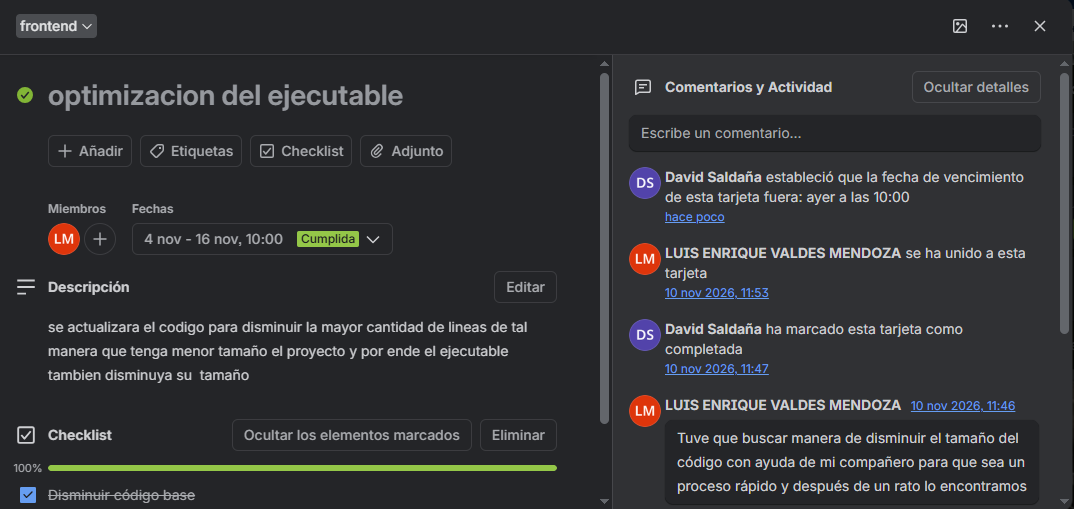 frontend
optimizacion del ejecutable
Añadir
Etiquetas
Checklist
Adjunto
Miembros
Fechas
LM
4 nov - 16 nov, 10:00 Cumplida
Descripción
Editar
se actualizara el codigo para disminuir la mayor cantidad de lineas de tal
manera que tenga menor tamaño el proyecto y por ende el ejecutable
tambien disminuya su  tamaño
Checklist
Ocultar los elementos marcados
Eliminar
100%
Disminuir código base
Comentarios y Actividad
Ocultar detalles
Escribe un comentario...
DS
David Saldaña estableció que la fecha de vencimiento
de esta tarjeta fuera: ayer a las 10:00
hace poco
LM
LUIS ENRIQUE VALDES MENDOZA se ha unido a esta
tarjeta
10 nov 2026, 11:53
DS
David Saldaña ha marcado esta tarjeta como
completada
10 nov 2026, 11:47
LM
LUIS ENRIQUE VALDES MENDOZA 10 nov 2026, 11:46
Tuve que buscar manera de disminuir el tamaño del
código con ayuda de mi compañero para que sea un
proceso rápido y después de un rato lo encontramos